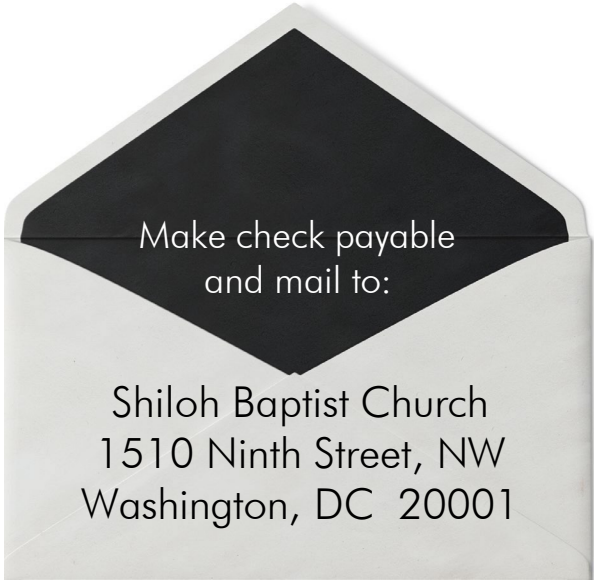 Make check payable
and mail to:
Shiloh Baptist Church
1510 Ninth Street, NW
Washington, DC  20001